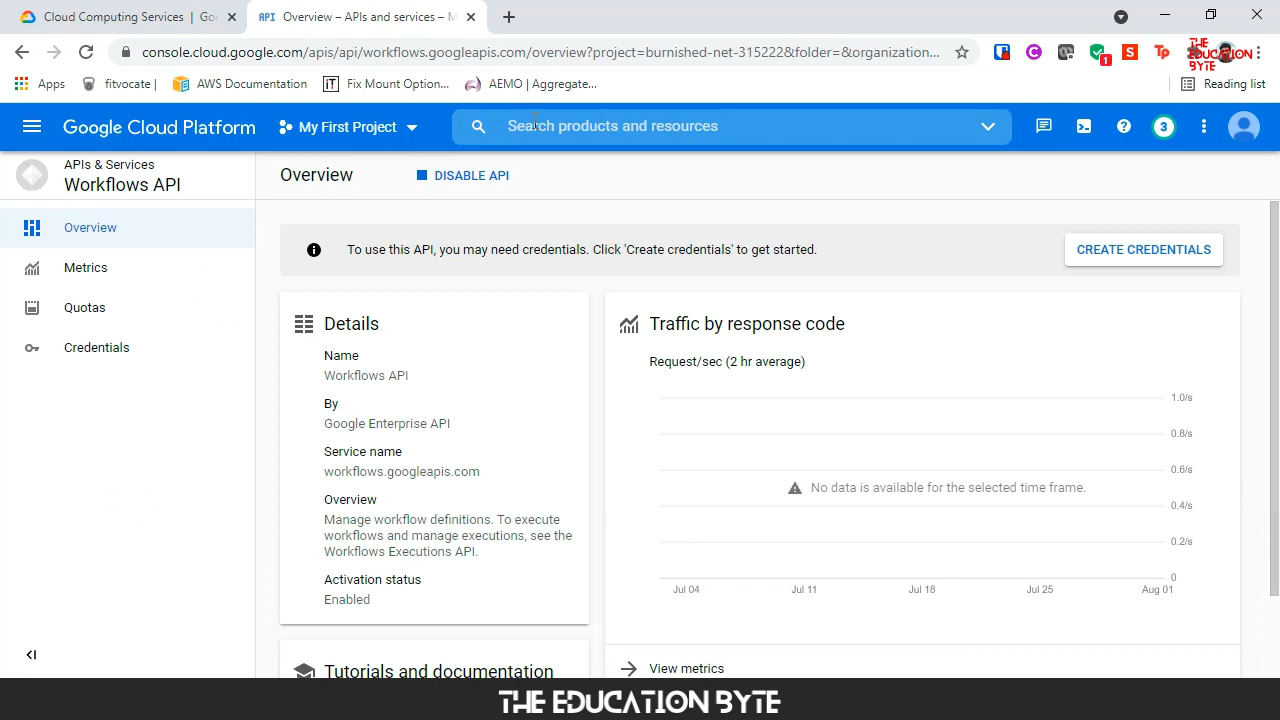 Cloud Computing Services | Goo
API Overview – APIs and services – M
console.cloud.google.com/apis/api/workflows.googleapis.com/overview?project=burnished-net-315222&folder=&organization...
THE EDUCATION BYTE
Apps
fitvocate |
AWS Documentation
Fix Mount Option...
AEMO | Aggregate...
Reading list
Google Cloud Platform
My First Project
Search products and resources
3
APIs & Services
Workflows API
Overview
DISABLE API
Overview
Metrics
Quotas
Credentials
To use this API, you may need credentials. Click 'Create credentials' to get started.
CREATE CREDENTIALS
Details
Name
Workflows API
By
Google Enterprise API
Service name
workflows.googleapis.com
Overview
Manage workflow definitions. To execute
workflows and manage executions, see the
Workflows Executions API.
Activation status
Enabled
Traffic by response code
Request/sec (2 hr average)
1.0/s
0.8/s
0.6/s
No data is available for the selected time frame.
0.4/s
0.2/s
0
Jul 04
Jul 11
Jul 18
Jul 25
Aug 01
Tutorials and documentation
View metrics
THE EDUCATION BYTE